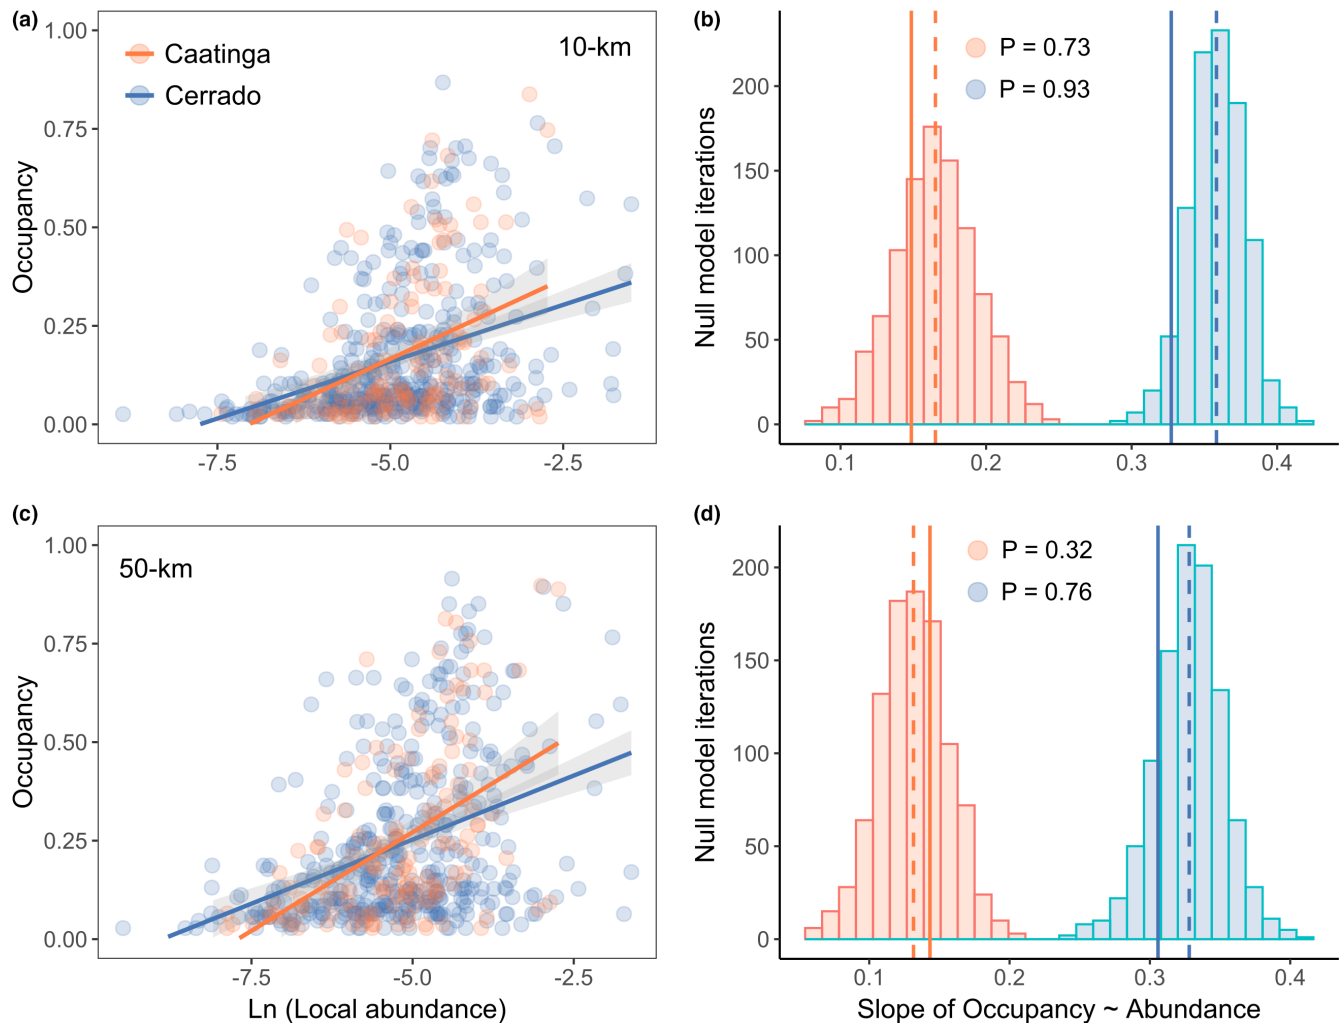 (a)
1.00
0.75
0.50
0.25
0.00
Occupancy
Caatinga
Cerrado
10-km
-7.5
-5.0
-2.5
(b)
200
150
100
50
0
Null model iterations
P = 0.73
P = 0.93
0.1
0.2
0.3
0.4
(c)
1.00
0.75
0.50
0.25
0.00
Occupancy
50-km
-7.5
-5.0
-2.5
Ln (Local abundance)
(d)
200
150
100
50
0
Null model iterations
P = 0.32
P = 0.76
0.1
0.2
0.3
0.4
Slope of Occupancy ~ Abundance